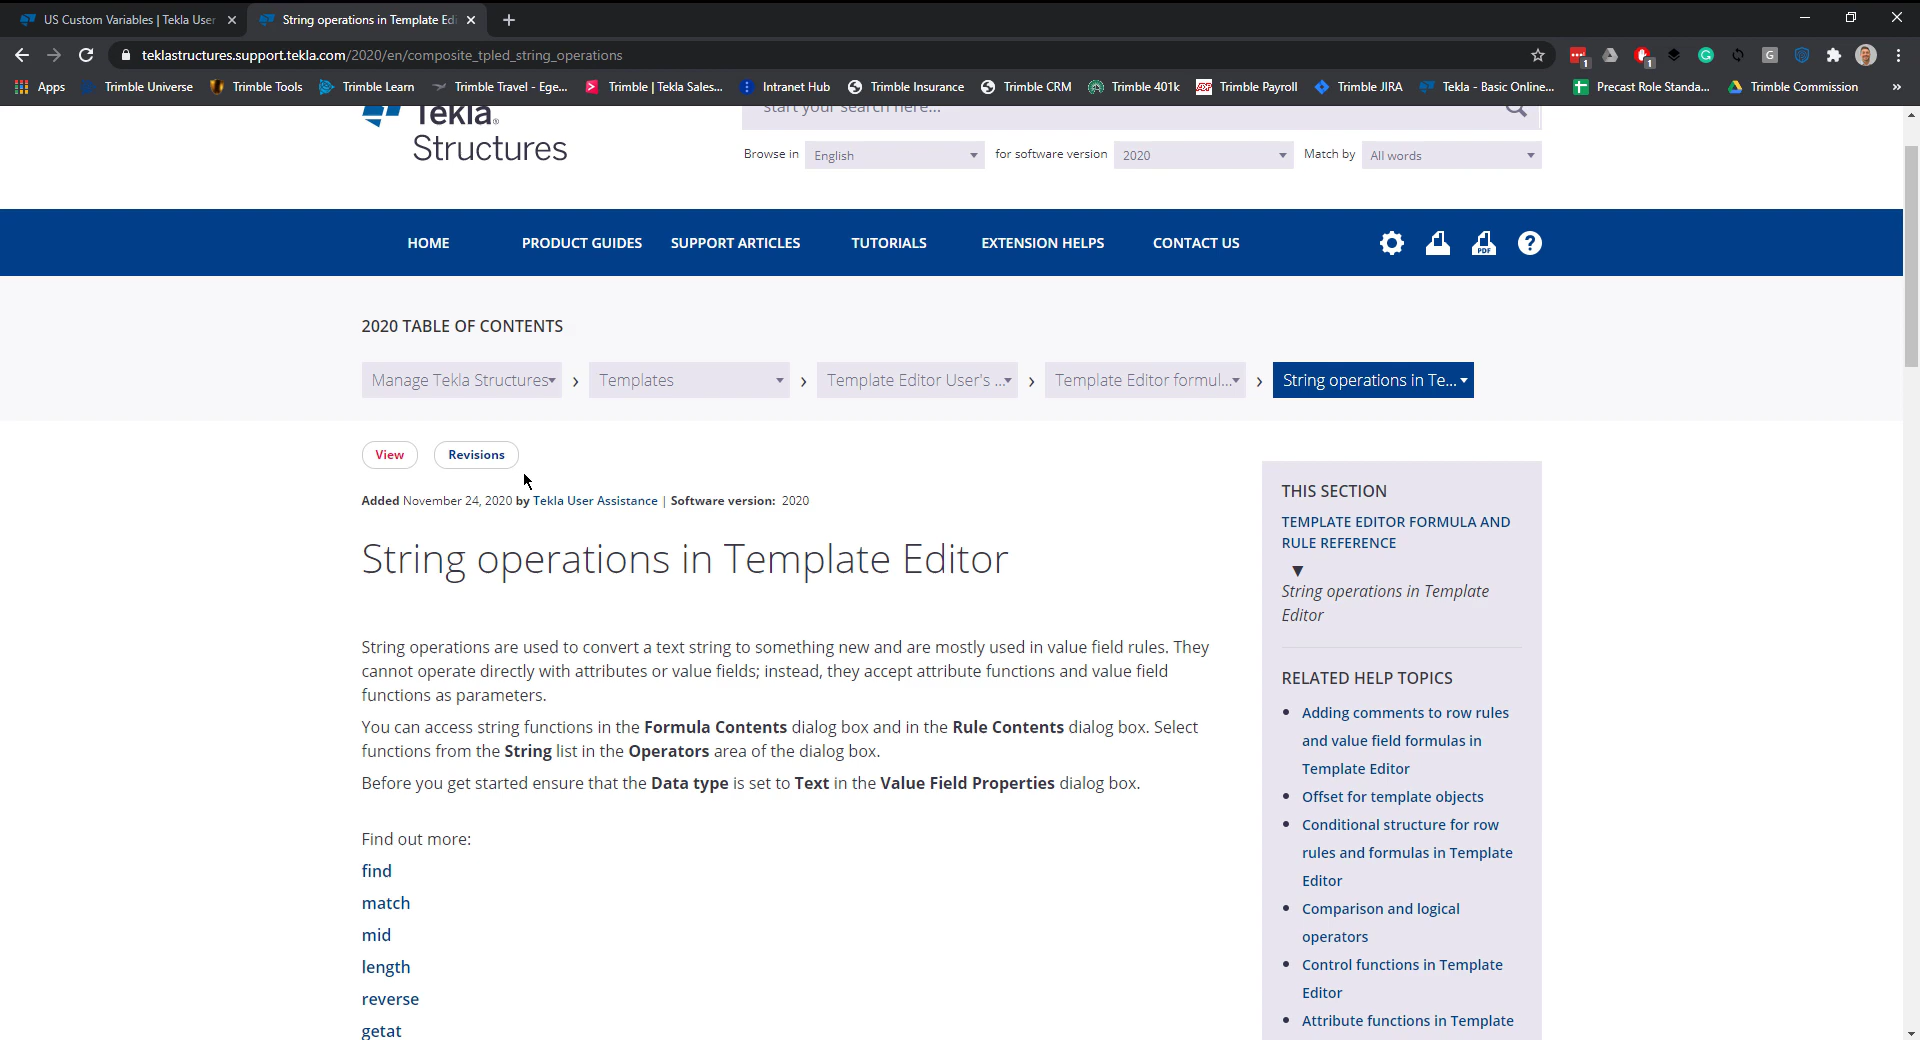 US Custom Variables | Tekla User
String operations in Template Edi
teklastructures.support.tekla.com/2020/en/composite_tpled_string_operations
Apps
Trimble Universe
Trimble Tools
Trimble Learn
Trimble Travel - Ege...
Trimble | Tekla Sales...
Intranet Hub
Trimble Insurance
Trimble CRM
Trimble 401k
Trimble Payroll
Trimble JIRA
Tekla - Basic Online...
Precast Role Standa...
Trimble Commission
»
Tekla®
Structures
start your search here...
Browse in English for software version 2020 Match by All words
HOME PRODUCT GUIDES SUPPORT ARTICLES TUTORIALS EXTENSION HELPS CONTACT US
PDF ?
2020 TABLE OF CONTENTS
Manage Tekla Structures › Templates › Template Editor User's ... › Template Editor formul... › String operations in Te...
View Revisions
Added November 24, 2020 by Tekla User Assistance | Software version: 2020
String operations in Template Editor
String operations are used to convert a text string to something new and are mostly used in value field rules. They
cannot operate directly with attributes or value fields; instead, they accept attribute functions and value field
functions as parameters.
You can access string functions in the Formula Contents dialog box and in the Rule Contents dialog box. Select
functions from the String list in the Operators area of the dialog box.
Before you get started ensure that the Data type is set to Text in the Value Field Properties dialog box.
Find out more:
find
match
mid
length
reverse
getat
THIS SECTION
TEMPLATE EDITOR FORMULA AND
RULE REFERENCE
String operations in Template
Editor
RELATED HELP TOPICS
Adding comments to row rules
and value field formulas in
Template Editor
Offset for template objects
Conditional structure for row
rules and formulas in Template
Editor
Comparison and logical
operators
Control functions in Template
Editor
Attribute functions in Template